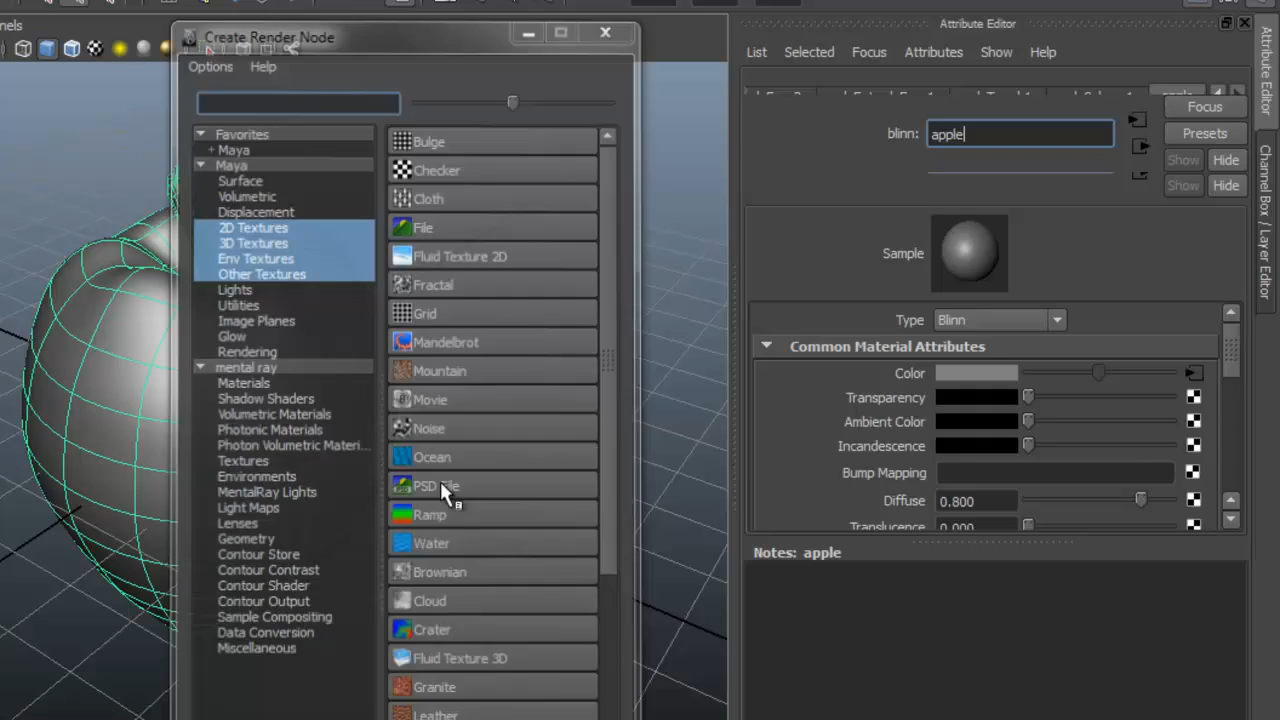 nels
Create Render Node
Options Help
Favorites
+ Maya
Maya
Surface
Volumetric
Displacement
2D Textures
3D Textures
Env Textures
Other Textures
Lights
Utilities
Image Planes
Glow
Rendering
mental ray
Materials
Shadow Shaders
Volumetric Materials
Photonic Materials
Photon Volumetric Materi...
Textures
Environments
MentalRay Lights
Light Maps
Lenses
Geometry
Contour Store
Contour Contrast
Contour Shader
Contour Output
Sample Compositing
Data Conversion
Miscellaneous
Bulge
Checker
Cloth
File
Fluid Texture 2D
Fractal
Grid
Mandelbrot
Mountain
Movie
Noise
Ocean
PSD File
Ramp
Water
Brownian
Cloud
Crater
Fluid Texture 3D
Granite
Leather
Attribute Editor
List Selected Focus Attributes Show Help
blinn: apple
Focus
Presets
Show Hide
Show Hide
Sample
Type Blinn
Common Material Attributes
Color
Transparency
Ambient Color
Incandescence
Bump Mapping
Diffuse 0.800
Translucence 0.000
Notes: apple
Attribute Editor
Channel Box / Layer Editor